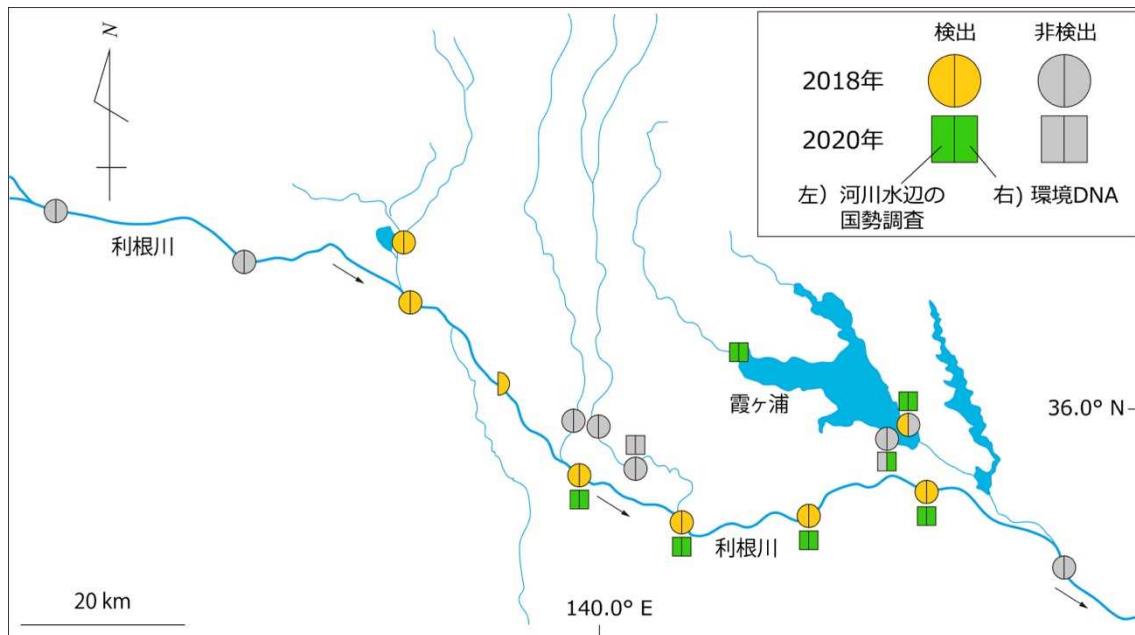 N
検出
非検出
2018年
2020年
左）河川水辺の
国勢調査
右) 環境DNA
利根川
霞ヶ浦
36.0° N
利根川
20 km
140.0° E